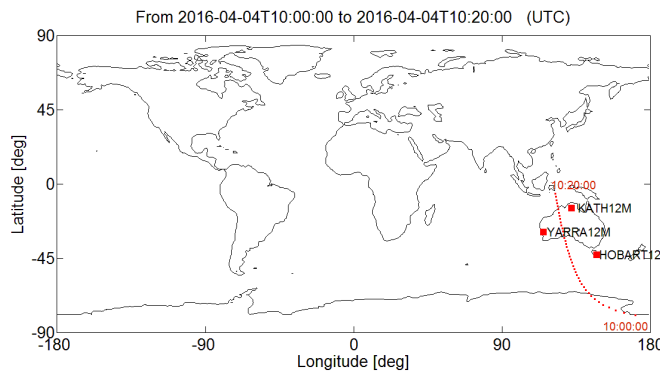 From 2016-04-04T10:00:00 to 2016-04-04T10:20:00 (UTC)
90
45
0
-45
-90
Latitude [deg]
10:20:00
KATH12M
YARRA12M
HOBART12
10:00:00
-180
-90
0
90
180
Longitude [deg]